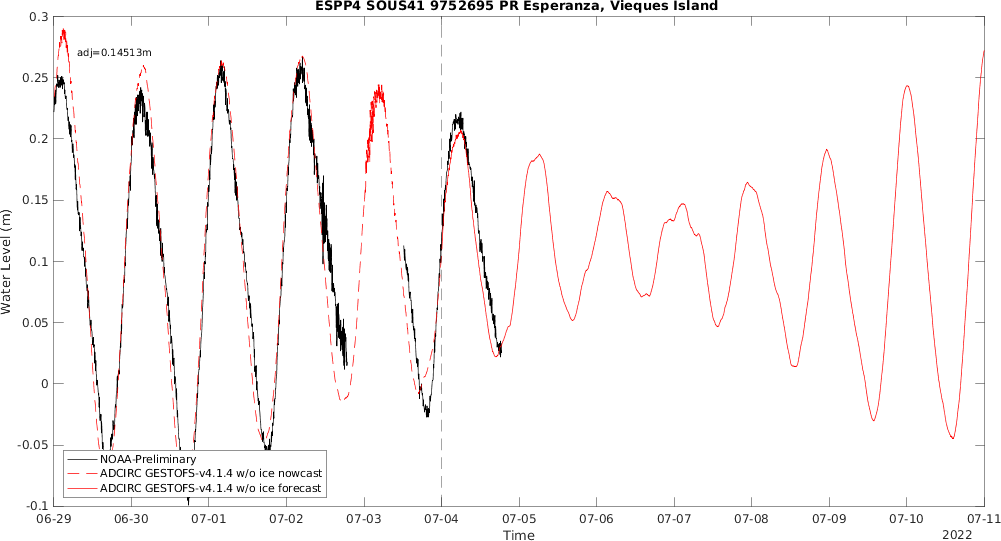 ESPP4 SOUS41 9752695 PR Esperanza, Vieques Island
0.3
adj=0.14513m
0.25
0.2
0.15
0.1
0.05
0
-0.05
-0.1
Water Level (m)
NOAA-Preliminary
ADCIRC GESTOFS-v4.1.4 w/o ice nowcast
ADCIRC GESTOFS-v4.1.4 w/o ice forecast
06-29 06-30 07-01 07-02 07-03 07-04 07-05 07-06 07-07 07-08 07-09 07-10 07-11
Time
2022